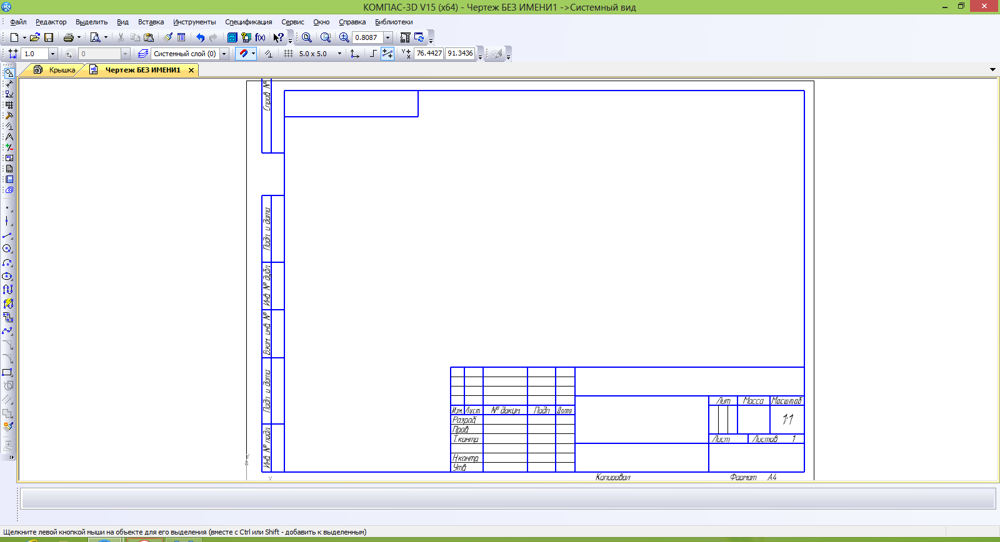 КОМПАС-3D V15 (x64) - Чертеж БЕЗ ИМЕНИ1 ->Системный вид
Файл Редактор Выделить Вид Вставка Инструменты Спецификация Сервис Окно Справка Библиотеки
f(x) 0.8087
1.0 0 Системный слой (0) 5.0 x 5.0 76.4427 91.3436
Крышка Чертеж БЕЗ ИМЕНИ1
Справ №
Подп и дата
Инв № дубл
Взам инв №
Подп и дата
Инв № подл
Лит Масса Масштаб
Изм. Лист № докум Подп Дата
1:1
Разраб
Пров
Т.контр Лист Листов 1
Н.контр
Утв
Копировал Формат А4
Y
X
Щелкните левой кнопкой мыши на объекте для его выделения (вместе с Ctrl или Shift - добавить к выделенным)